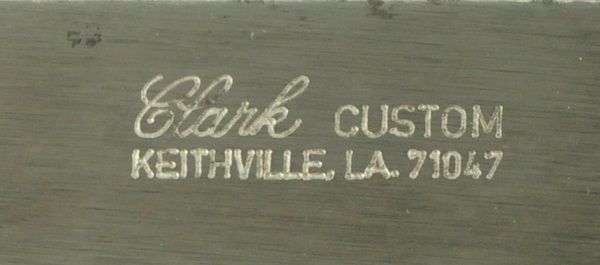 Clark CUSTOM
KEITHVILLE, LA. 71047